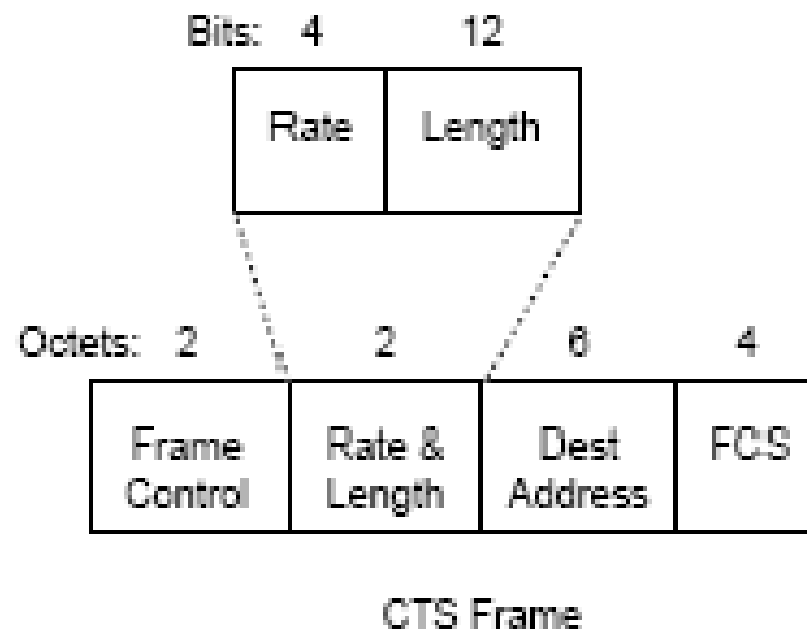 Bits: 4 12
Rate Length
Octets: 2 2 6 4
Frame Control
Rate & Length
Dest Address
FCS
CTS Frame